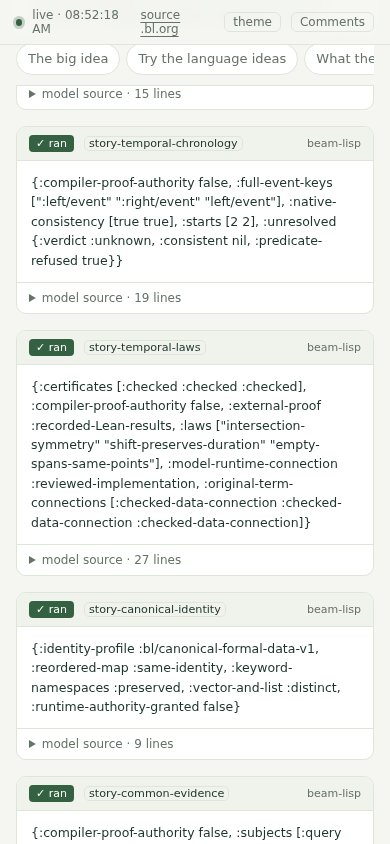 live · 08:52:18 AM
source .bl.org
theme
Comments
The big idea
Try the language ideas
What the
▶ model source · 15 lines
✓ ran story-temporal-chronology beam-lisp
{:compiler-proof-authority false, :full-event-keys
[":left/event" ":right/event" "left/event"], :native-
consistency [true true], :starts [2 2], :unresolved
{:verdict :unknown, :consistent nil, :predicate-
refused true}}
▶ model source · 19 lines
✓ ran story-temporal-laws beam-lisp
{:certificates [:checked :checked :checked],
:compiler-proof-authority false, :external-proof
:recorded-Lean-results, :laws ["intersection-
symmetry" "shift-preserves-duration" "empty-
spans-same-points"], :model-runtime-connection
:reviewed-implementation, :original-term-
connections [:checked-data-connection :checked-
data-connection :checked-data-connection]}
▶ model source · 27 lines
✓ ran story-canonical-identity beam-lisp
{:identity-profile :bl/canonical-formal-data-v1,
:reordered-map :same-identity, :keyword-
namespaces :preserved, :vector-and-list :distinct,
:runtime-authority-granted false}
▶ model source · 9 lines
✓ ran story-common-evidence beam-lisp
{:compiler-proof-authority false, :subjects [:query